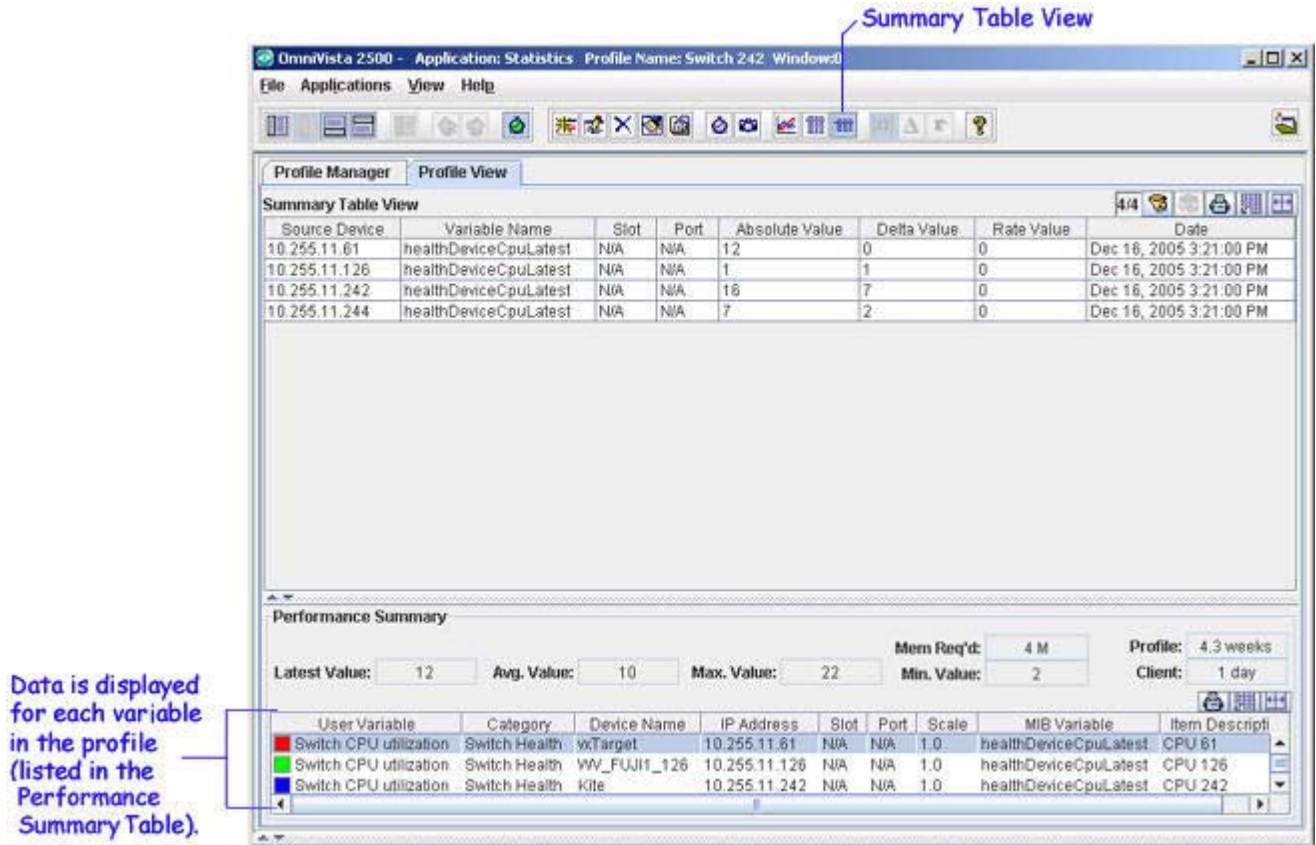 Summary Table View
OmniVista 2500 - Application: Statistics Profile Name: Switch 242 Window:0
File Applications View Help
Profile Manager Profile View
Summary Table View 4/4
Source Device Variable Name Slot Port Absolute Value Delta Value Rate Value Date
10.255.11.61 healthDeviceCpuLatest N/A N/A 12 0 0 Dec 16, 2005 3:21:00 PM
10.255.11.126 healthDeviceCpuLatest N/A N/A 1 1 0 Dec 16, 2005 3:21:00 PM
10.255.11.242 healthDeviceCpuLatest N/A N/A 16 7 0 Dec 16, 2005 3:21:00 PM
10.255.11.244 healthDeviceCpuLatest N/A N/A 7 2 0 Dec 16, 2005 3:21:00 PM
Performance Summary
Mem Req'd: 4 M Profile: 4.3 weeks
Latest Value: 12 Avg. Value: 10 Max. Value: 22 Min. Value: 2 Client: 1 day
User Variable Category Device Name IP Address Slot Port Scale MIB Variable Item Descripti
Switch CPU utilization Switch Health vxTarget 10.255.11.61 N/A N/A 1.0 healthDeviceCpuLatest CPU 61
Switch CPU utilization Switch Health WV_FUJI1_126 10.255.11.126 N/A N/A 1.0 healthDeviceCpuLatest CPU 126
Switch CPU utilization Switch Health Kite 10.255.11.242 N/A N/A 1.0 healthDeviceCpuLatest CPU 242
Data is displayed
for each variable
in the profile
(listed in the
Performance
Summary Table).